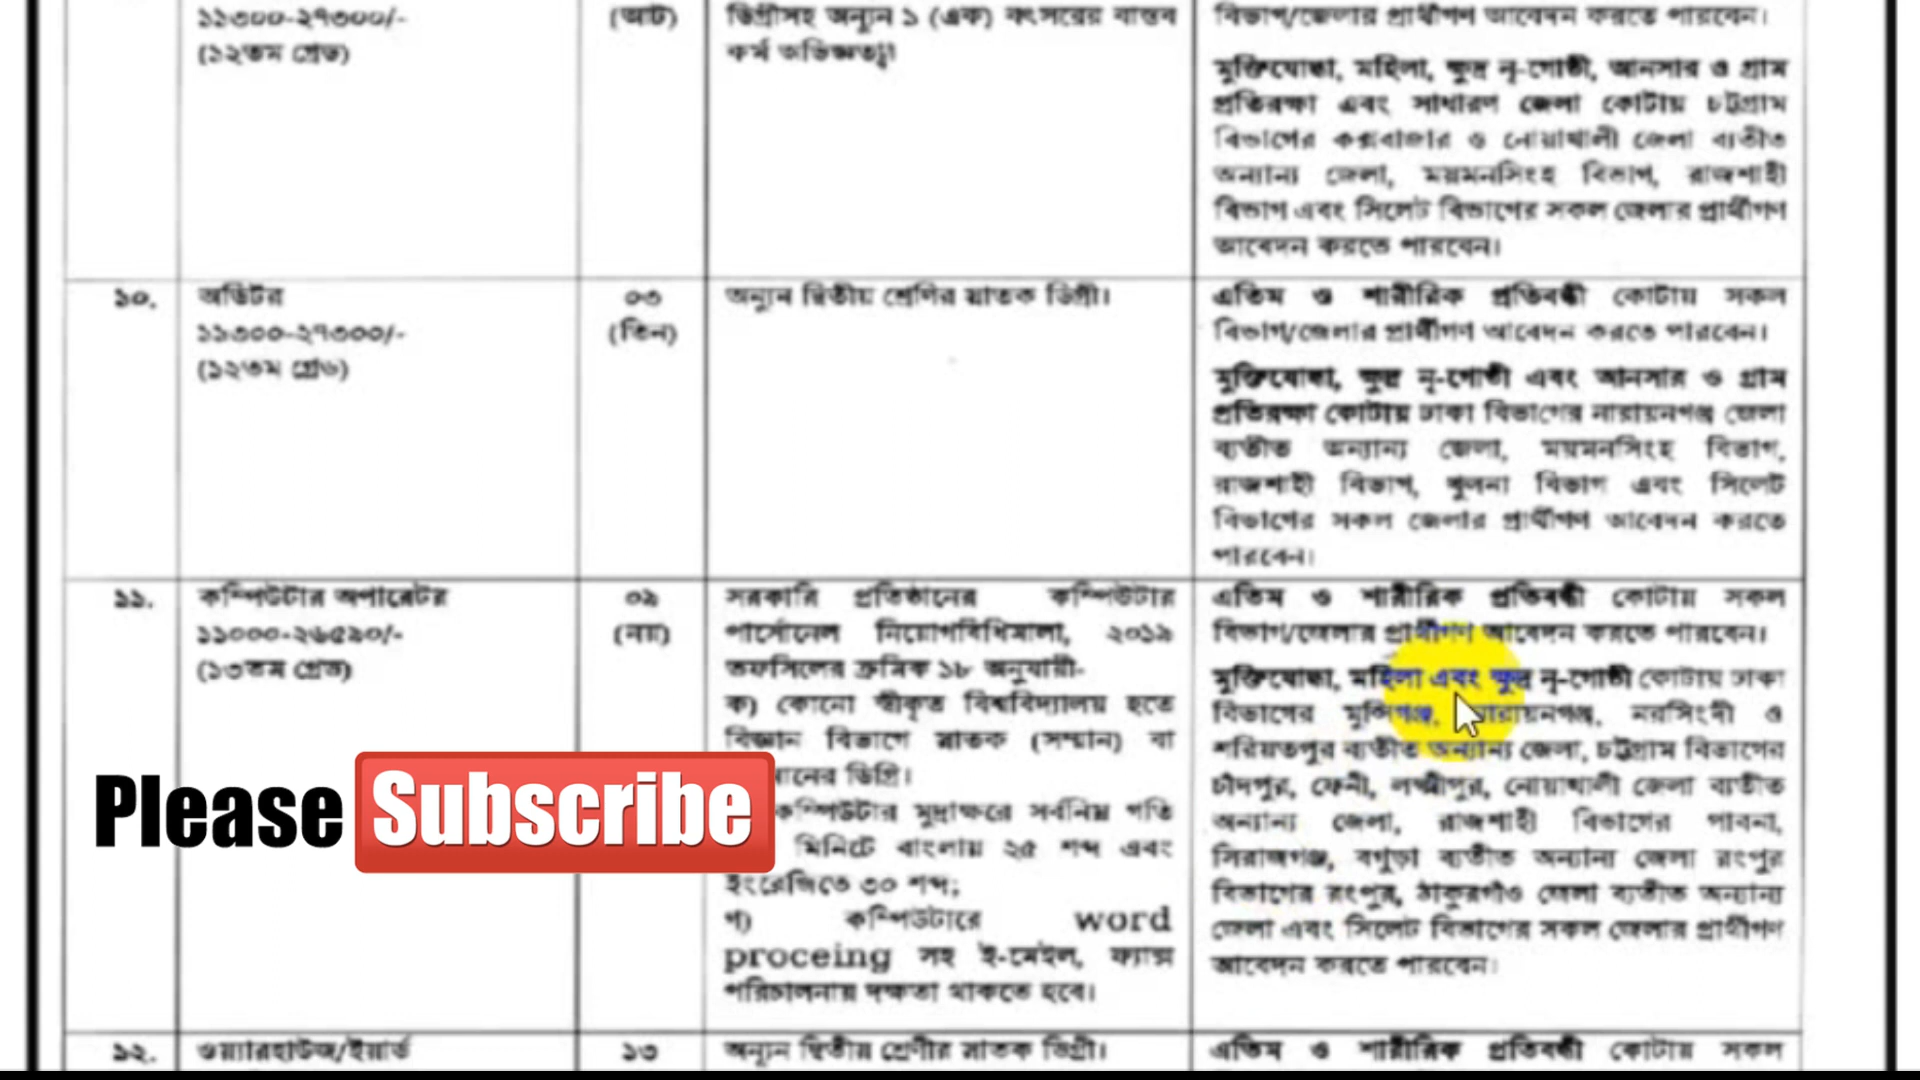 ১১৩০০-২৭৩০০/-
(১২তম গ্রেড)
(আট)
ডিগ্রীসহ অন্যূন ১ (এক) বৎসরের বাস্তব
কর্ম অভিজ্ঞতা।
বিভাগ/জেলার প্রার্থীগণ আবেদন করতে পারবেন।
মুক্তিযোদ্ধা, মহিলা, ক্ষুদ্র নৃ-গোষ্ঠী, আনসার ও গ্রাম
প্রতিরক্ষা এবং সাধারণ জেলা কোটায় চট্টগ্রাম
বিভাগের কক্সবাজার ও নোয়াখালী জেলা ব্যতীত
অন্যান্য জেলা, ময়মনসিংহ বিভাগ, রাজশাহী
বিভাগ এবং সিলেট বিভাগের সকল জেলার প্রার্থীগণ
আবেদন করতে পারবেন।
১০.
অডিটর
১১৩০০-২৭৩০০/-
(১২তম গ্রেড)
০৩
(তিন)
অন্যূন দ্বিতীয় শ্রেণির স্নাতক ডিগ্রী।
এতিম ও শারীরিক প্রতিবন্ধী কোটায় সকল
বিভাগ/জেলার প্রার্থীগণ আবেদন করতে পারবেন।
মুক্তিযোদ্ধা, ক্ষুদ্র নৃ-গোষ্ঠী এবং আনসার ও গ্রাম
প্রতিরক্ষা কোটায় ঢাকা বিভাগের নারায়নগঞ্জ জেলা
ব্যতীত অন্যান্য জেলা, ময়মনসিংহ বিভাগ,
রাজশাহী বিভাগ, খুলনা বিভাগ এবং সিলেট
বিভাগের সকল জেলার প্রার্থীগণ আবেদন করতে
পারবেন।
১১.
কম্পিউটার অপারেটর
১১০০০-২৬৫৯০/-
(১৩তম গ্রেড)
০৯
(নয়)
সরকারি প্রতিষ্ঠানের কম্পিউটার
পার্সোনেল নিয়োগবিধিমালা, ২০১৯
তফসিলের ক্রমিক ১৮ অনুযায়ী-
ক) কোনো স্বীকৃত বিশ্ববিদ্যালয় হতে
বিজ্ঞান বিভাগে স্নাতক (সম্মান) বা
মানের ডিগ্রি।
কম্পিউটার মুদ্রাক্ষরে সর্বনিম্ন গতি
মিনিটে বাংলায় ২৫ শব্দ এবং
ইংরেজিতে ৩০ শব্দ;
গ) কম্পিউটারে word
proceing সহ ই-মেইল, ফ্যাক্স
পরিচালনায় দক্ষতা থাকতে হবে।
এতিম ও শারীরিক প্রতিবন্ধী কোটায় সকল
বিভাগ/জেলার প্রার্থীগণ আবেদন করতে পারবেন।
মুক্তিযোদ্ধা, মহিলা এবং ক্ষুদ্র নৃ-গোষ্ঠী কোটায় ঢাকা
বিভাগের মুন্সিগঞ্জ, নারায়নগঞ্জ, নরসিংদী ও
শরিয়তপুর ব্যতীত অন্যান্য জেলা, চট্টগ্রাম বিভাগের
চাঁদপুর, ফেনী, লক্ষ্মীপুর, নোয়াখালী জেলা ব্যতীত
অন্যান্য জেলা, রাজশাহী বিভাগের পাবনা,
সিরাজগঞ্জ, বগুড়া ব্যতীত অন্যান্য জেলা রংপুর
বিভাগের রংপুর, ঠাকুরগাঁও জেলা ব্যতীত অন্যান্য
জেলা এবং সিলেট বিভাগের সকল জেলার প্রার্থীগণ
আবেদন করতে পারবেন।
Please Subscribe
১২.
ওয়্যারহাউজ/ইয়ার্ড
১৩
অন্যূন দ্বিতীয় শ্রেণীর স্নাতক ডিগ্রী।
এতিম ও শারীরিক প্রতিবন্ধী কোটায় সকল